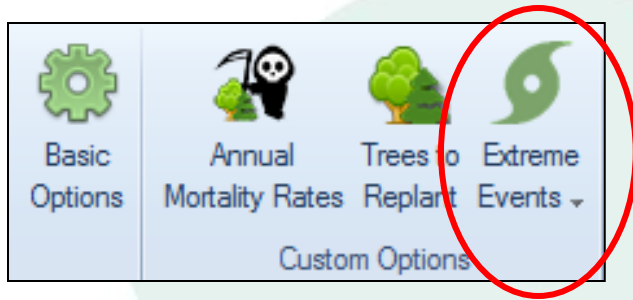 Basic
Options
Annual
Mortality Rates
Trees to
Replant
Extreme
Events
Custom Options